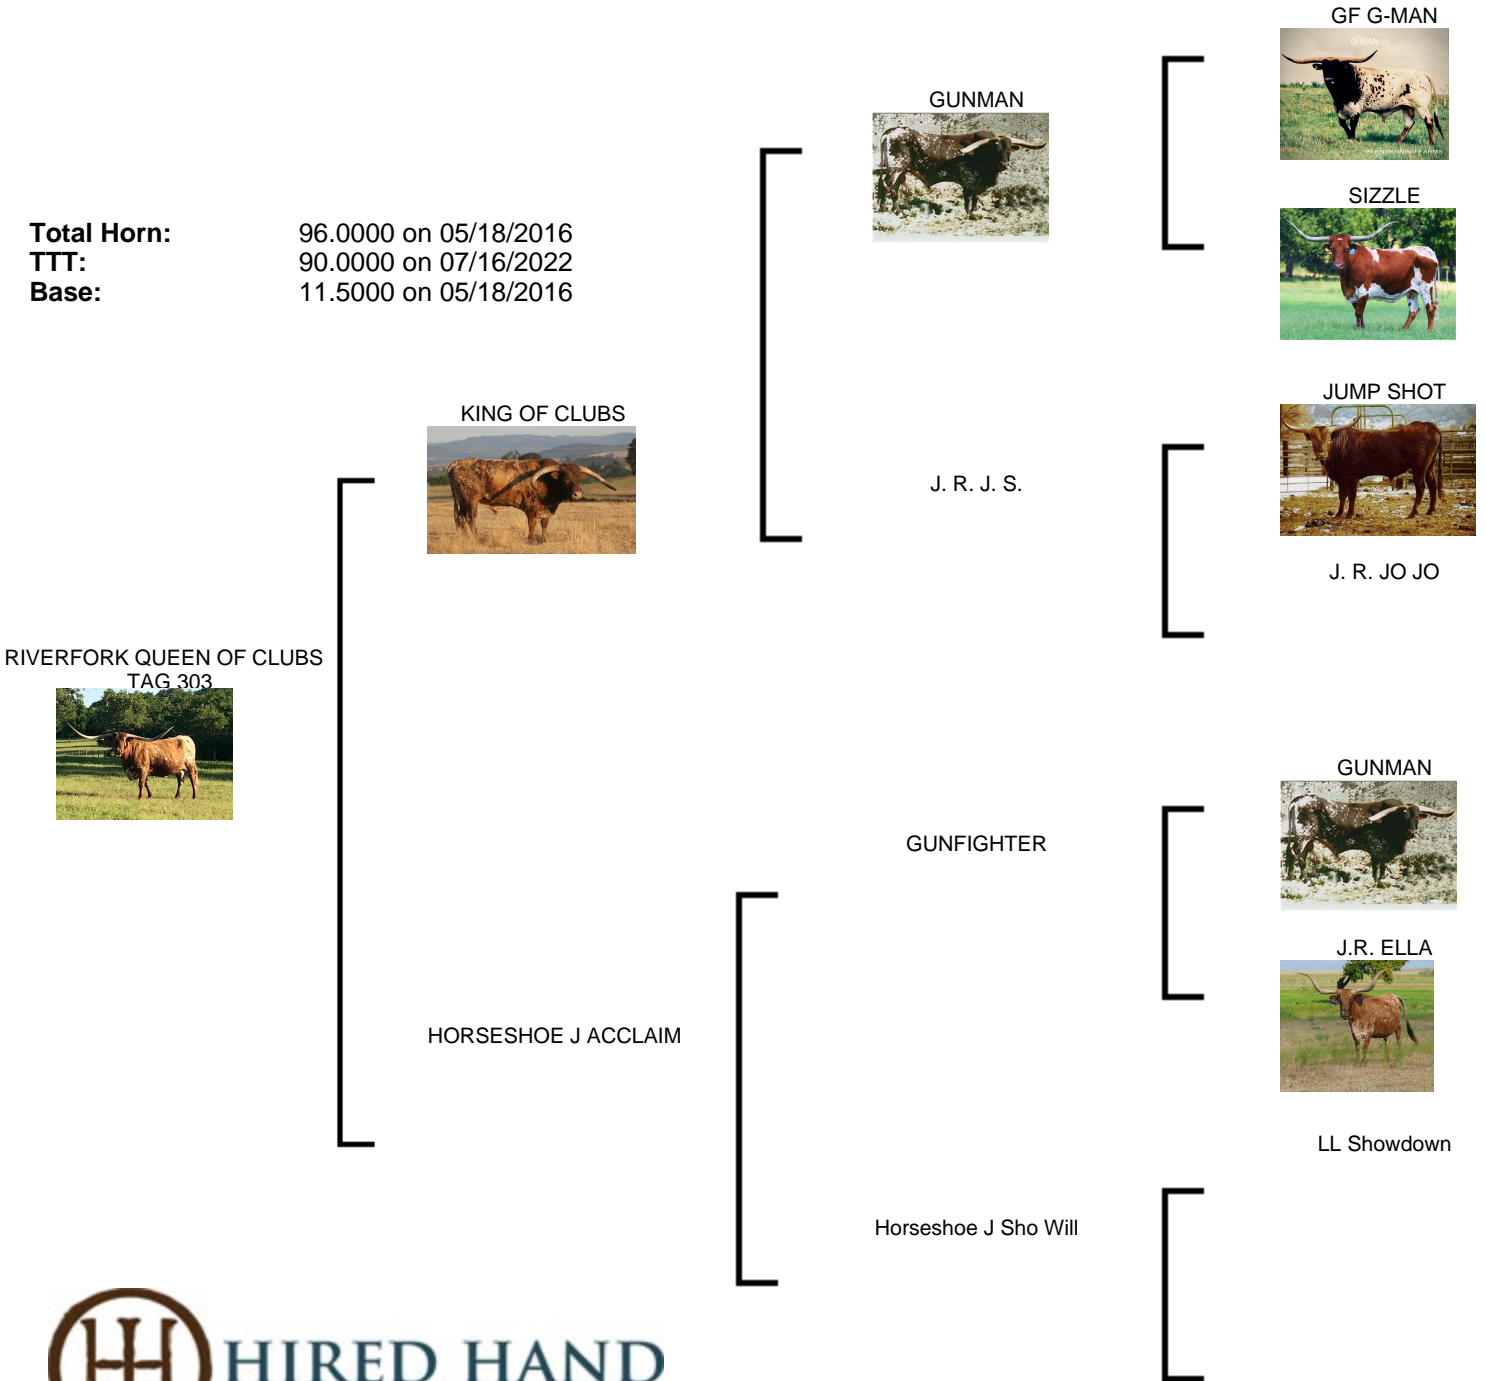 GF G-MAN
G-MAN
GUNMAN
SIZZLE
Total Horn: 96.0000 on 05/18/2016
TTT: 90.0000 on 07/16/2022
Base: 11.5000 on 05/18/2016
JUMP SHOT
KING OF CLUBS
J. R. J. S.
J. R. JO JO
RIVERFORK QUEEN OF CLUBS
TAG 303
GUNMAN
GUNFIGHTER
J.R. ELLA
HORSESHOE J ACCLAIM
LL Showdown
Horseshoe J Sho Will
HIRED HAND